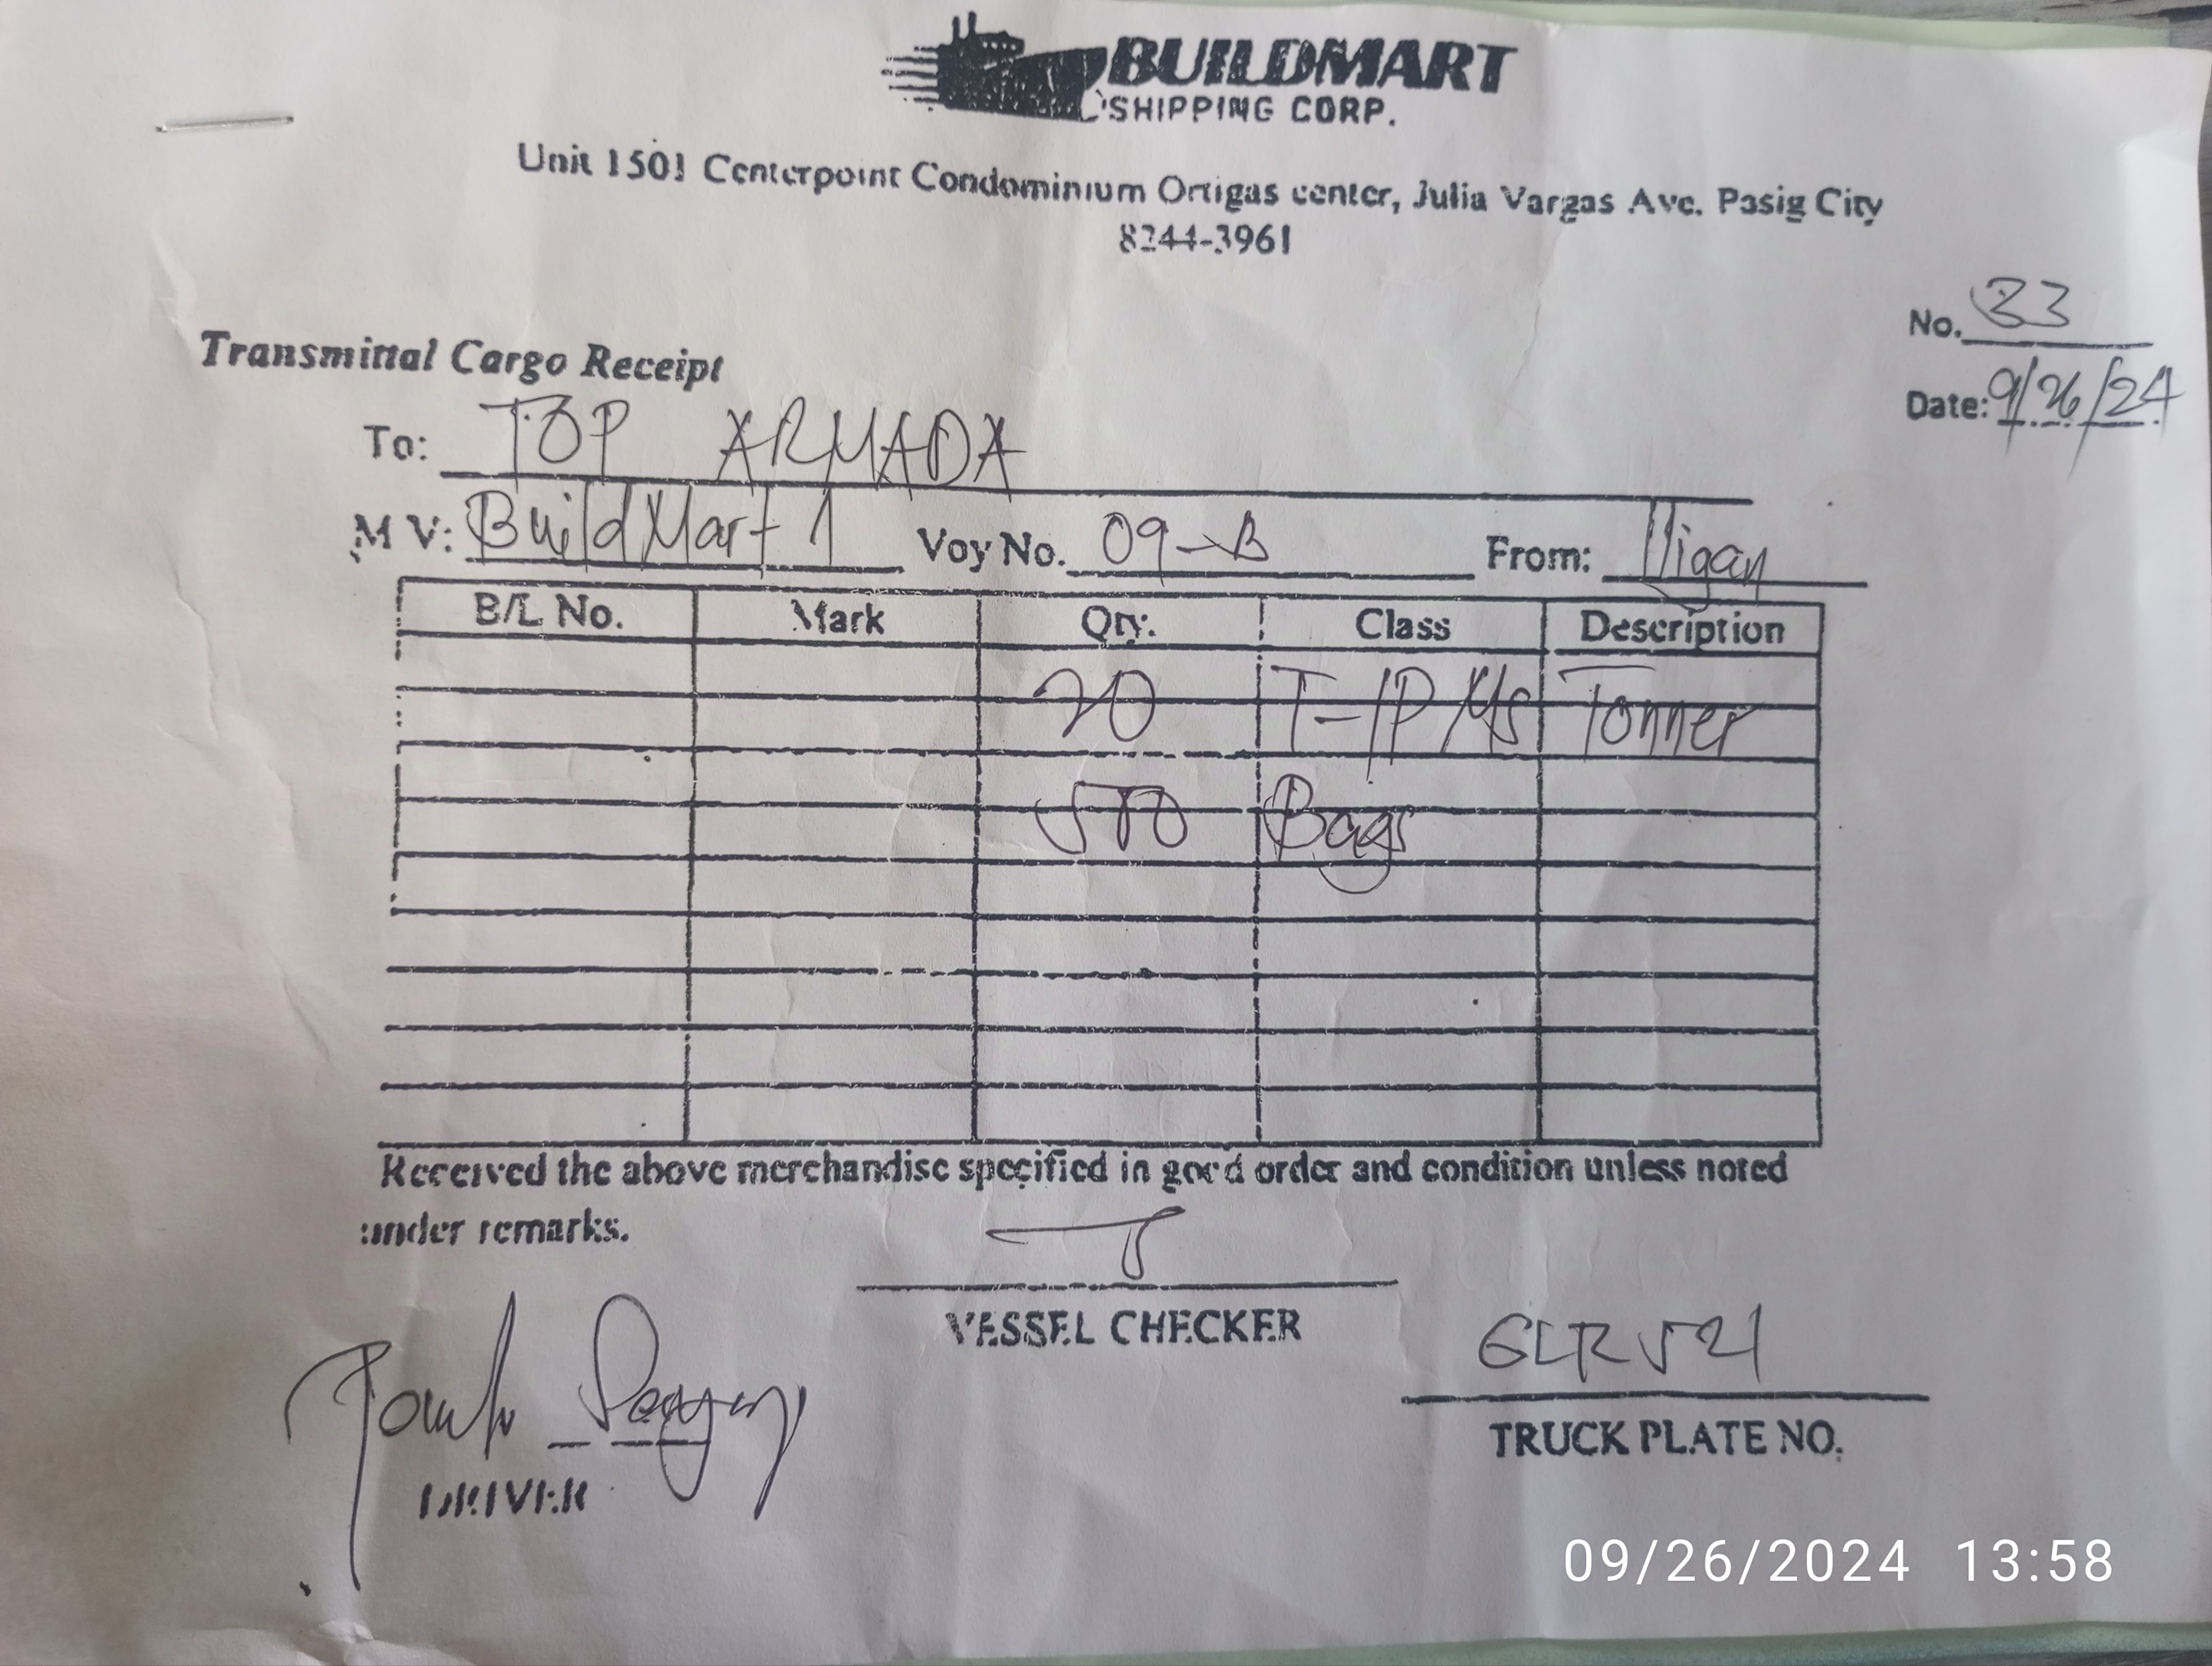 BUILDMART
SHIPPING CORP.
Unit 1501 Centerpoint Condominium Ortigas center, Julia Vargas Ave. Pasig City
8244-3961
No. 33
Transmittal Cargo Receipt
Date: 9/26/24
To: TOP ARMADA
M V: BuildMart 1 Voy No. 09-B From: Iligan
B/L No. Mark Qty. Class Description
20 T-1P Tonner
Bags
Received the above merchandise specified in good order and condition unless noted
under remarks.
VESSEL CHECKER
TRUCK PLATE NO.
DRIVER
09/26/2024 13:58